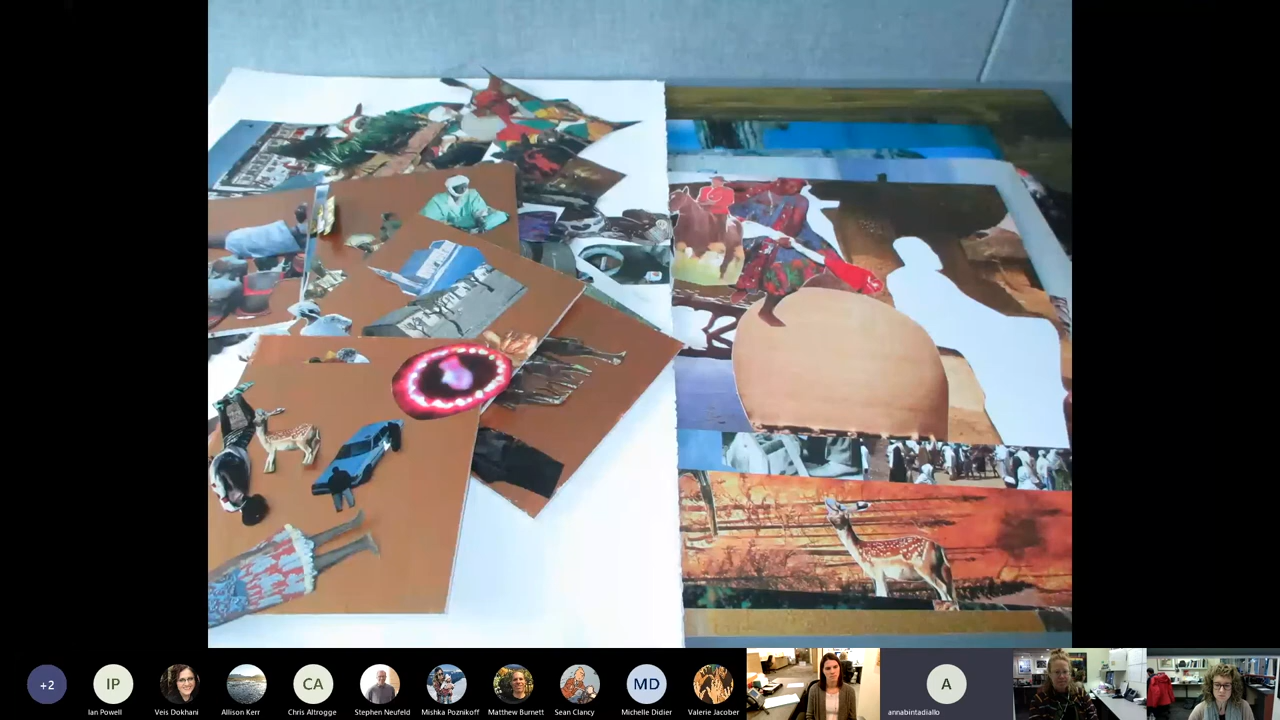 +2
IP
Ian Powell
Veis Dokhani
Allison Kerr
CA
Chris Altrogge
Stephen Neufeld
Mishka Poznikoff
Matthew Burnett
Sean Clancy
MD
Michelle Didier
Valerie Jacober
A
annabintadiallo